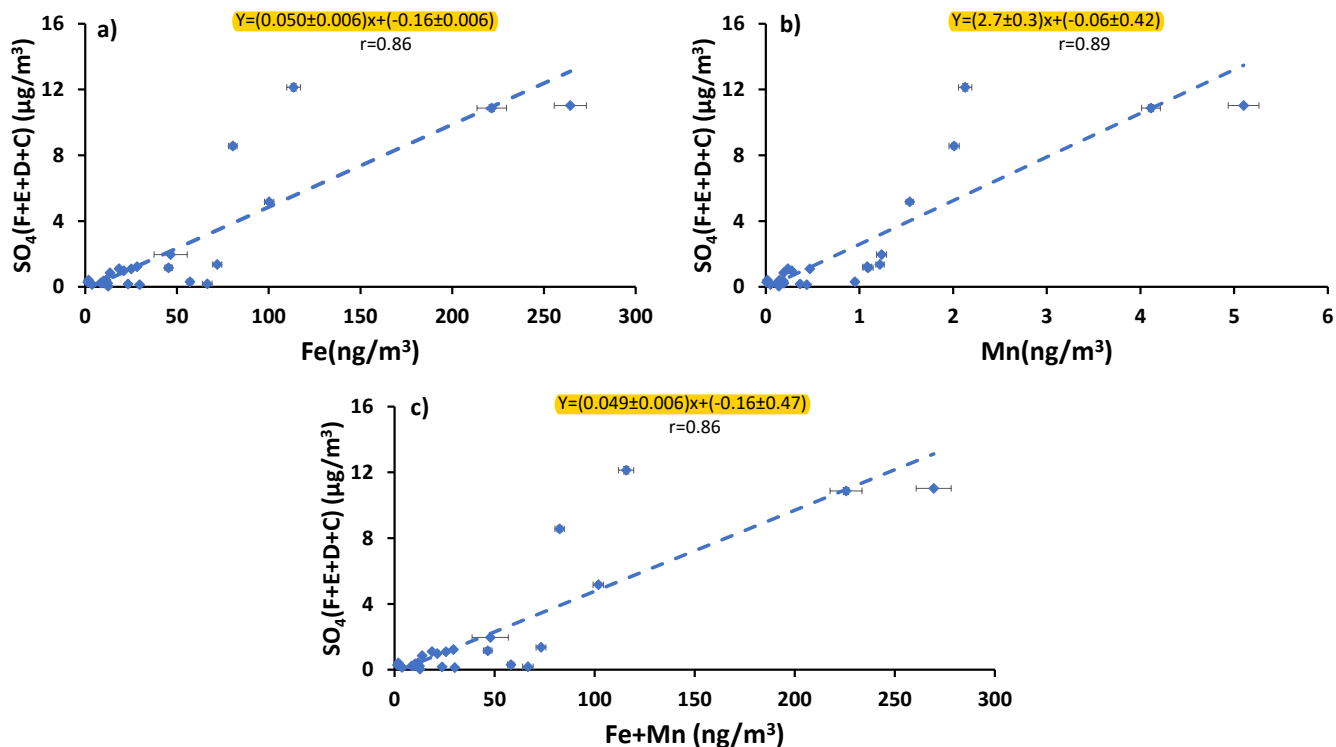 a)
Y=(0.050±0.006)x+(-0.16±0.006)
r=0.86
SO₄(F+E+D+C) (µg/m³)
16
12
8
4
0
0 50 100 150 200 250 300
Fe(ng/m³)
b)
Y=(2.7±0.3)x+(-0.06±0.42)
r=0.89
SO₄(F+E+D+C) (µg/m³)
16
12
8
4
0
0 1 2 3 4 5 6
Mn(ng/m³)
c)
Y=(0.049±0.006)x+(-0.16±0.47)
r=0.86
SO₄(F+E+D+C) (µg/m³)
16
12
8
4
0
0 50 100 150 200 250 300
Fe+Mn (ng/m³)